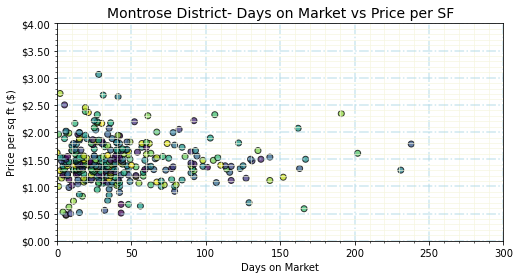 Montrose District- Days on Market vs Price per SF
$4.00
$3.50
$3.00
$2.50
$2.00
$1.50
$1.00
$0.50
$0.00
Price per sq ft ($)
0 50 100 150 200 250 300
Days on Market